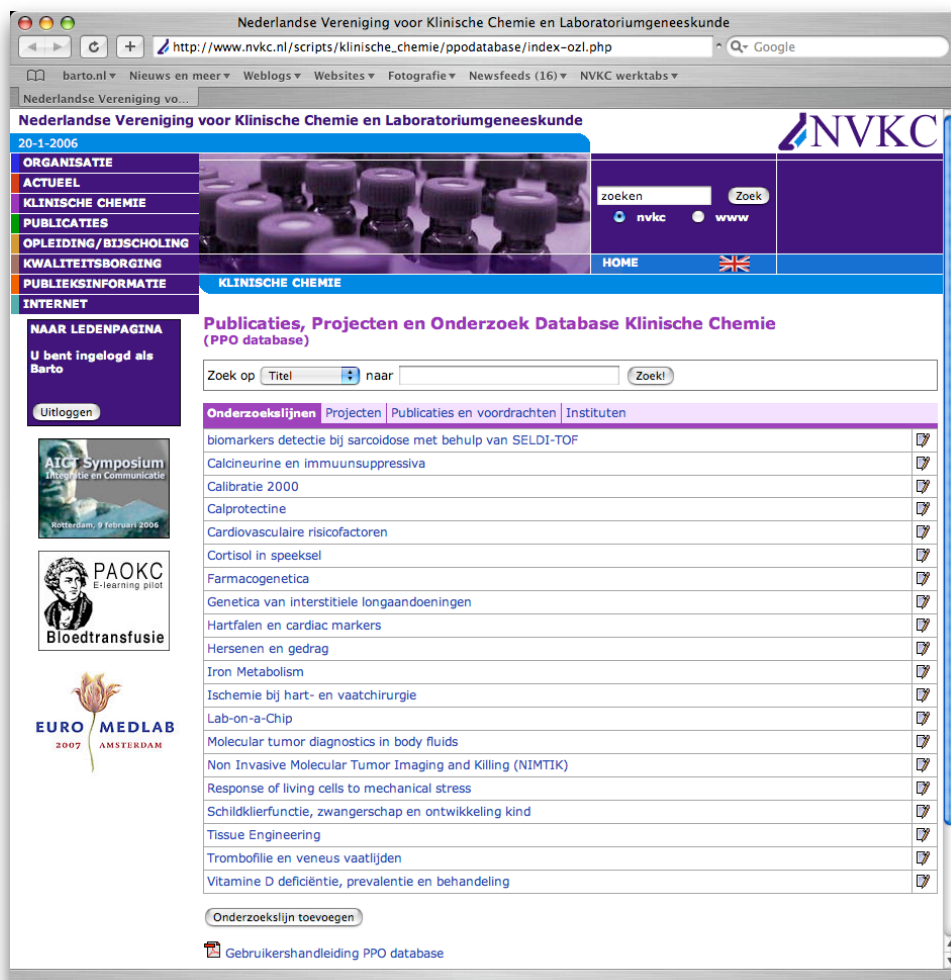 Nederlandse Vereniging voor Klinische Chemie en Laboratoriumgeneeskunde
http://www.nvkc.nl/scripts/klinische_chemie/ppodatabase/index-ozl.php
Google
barto.nl Nieuws en meer Weblogs Websites Fotografie Newsfeeds (16) NVKC werktabs
Nederlandse Vereniging vo...
Nederlandse Vereniging voor Klinische Chemie en Laboratoriumgeneeskunde
NVKC
20-1-2006
ORGANISATIE
ACTUEEL
KLINISCHE CHEMIE
PUBLICATIES
OPLEIDING/BIJSCHOLING
KWALITEITSBORGING
PUBLIEKSINFORMATIE
INTERNET
zoeken Zoek
nvkc www
HOME
KLINISCHE CHEMIE
NAAR LEDENPAGINA
U bent ingelogd als
Barto
Uitloggen
AICT Symposium
Integratie en Communicatie
Rotterdam, 9 februari 2006
PAOKC
E-learning pilot
Bloedtransfusie
EURO MEDLAB
2007 AMSTERDAM
Publicaties, Projecten en Onderzoek Database Klinische Chemie
(PPO database)
Zoek op Titel naar Zoek!
Onderzoekslijnen Projecten Publicaties en voordrachten Instituten
biomarkers detectie bij sarcoidose met behulp van SELDI-TOF
Calcineurine en immuunsuppressiva
Calibratie 2000
Calprotectine
Cardiovasculaire risicofactoren
Cortisol in speeksel
Farmacogenetica
Genetica van interstitiele longaandoeningen
Hartfalen en cardiac markers
Hersenen en gedrag
Iron Metabolism
Ischemie bij hart- en vaatchirurgie
Lab-on-a-Chip
Molecular tumor diagnostics in body fluids
Non Invasive Molecular Tumor Imaging and Killing (NIMTIK)
Response of living cells to mechanical stress
Schildklierfunctie, zwangerschap en ontwikkeling kind
Tissue Engineering
Trombofilie en veneus vaatlijden
Vitamine D deficiëntie, prevalentie en behandeling
Onderzoekslijn toevoegen
Gebruikershandleiding PPO database